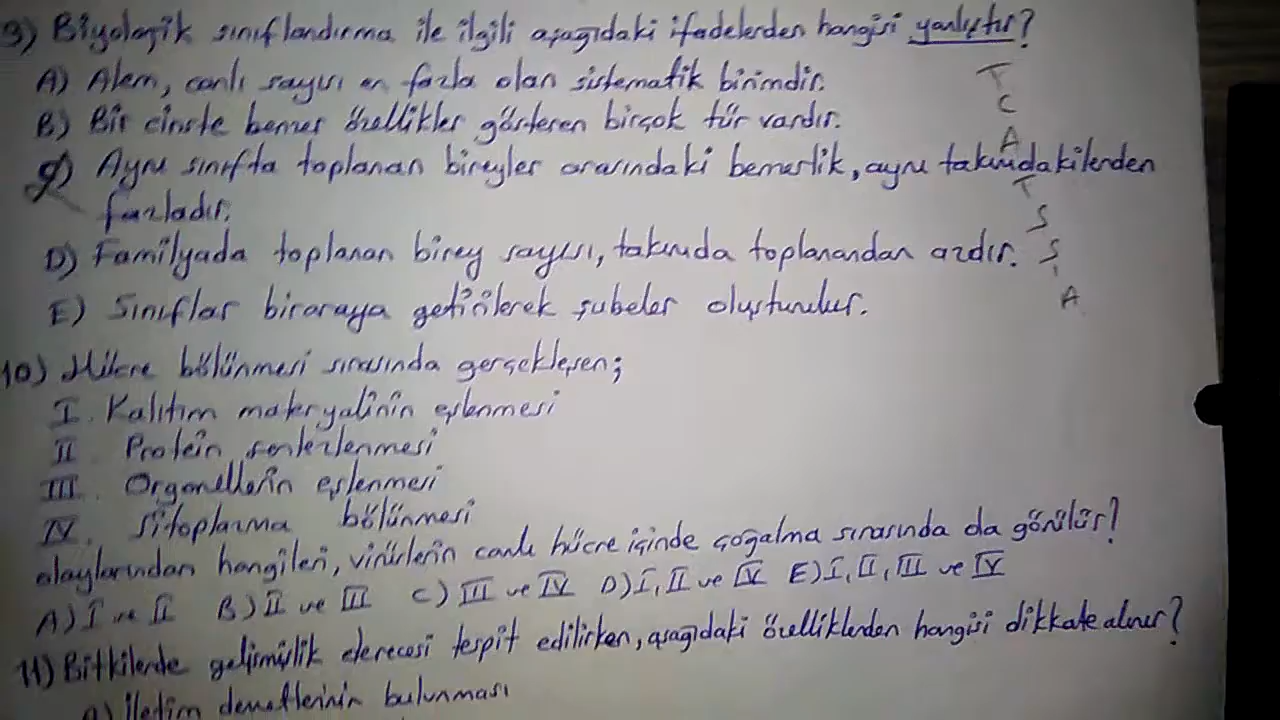 9) Biyolojik sınıflandırma ile ilgili aşağıdaki ifadelerden hangisi yanlıştır?
A) Alem, canlı sayısı en fazla olan sistematik birimdir.
B) Bir cinste benzer özellikler gösteren birçok tür vardır.
C) Aynı sınıfta toplanan bireyler arasındaki benzerlik, aynı takımdakilerden
fazladır.
D) Familyada toplanan birey sayısı, takımda toplanandan azdır.
E) Sınıflar biraraya getirilerek şubeler oluşturulur.
T
C
A
T
S
Ş
A
10) Hücre bölünmesi sırasında gerçekleşen;
I. Kalıtım materyalinin eşlenmesi
II. Protein sentezlenmesi
III. Organellerin eşlenmesi
IV. Sitoplazma bölünmesi
olaylarından hangileri, virüslerin canlı hücre içinde çoğalma sırasında da görülür?
A) I ve II B) II ve III C) III ve IV D) I, II ve IV E) I, II, III ve IV
11) Bitkilerde gelişmişlik derecesi tespit edilirken, aşağıdaki özelliklerden hangisi dikkate alınır?
a) İletim demetlerinin bulunması